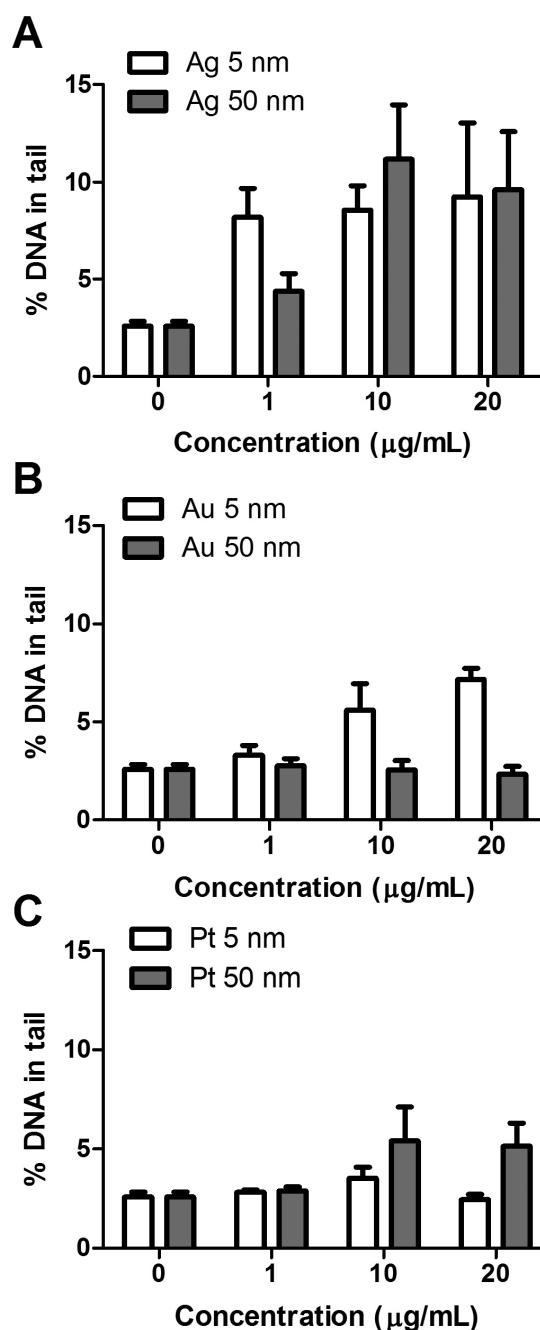 A
Ag 5 nm
Ag 50 nm
15
10
5
0
% DNA in tail
0 1 10 20
Concentration (μg/mL)
B
Au 5 nm
Au 50 nm
15
10
5
0
% DNA in tail
0 1 10 20
Concentration (μg/mL)
C
Pt 5 nm
Pt 50 nm
15
10
5
0
% DNA in tail
0 1 10 20
Concentration (μg/mL)